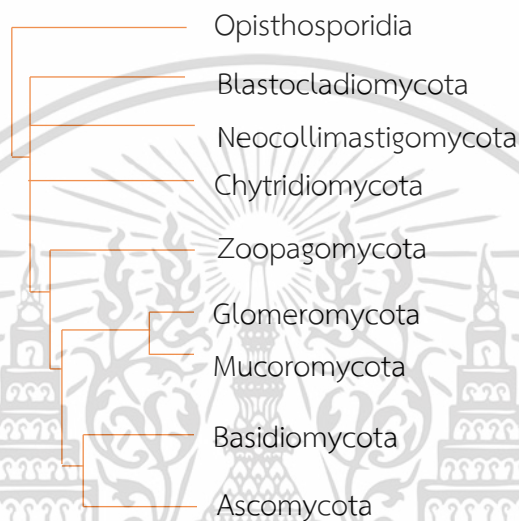 Opisthosporidia
Blastocladiomycota
Neocollimastigomycota
Chytridiomycota
Zoopagomycota
Glomeromycota
Mucoromycota
Basidiomycota
Ascomycota